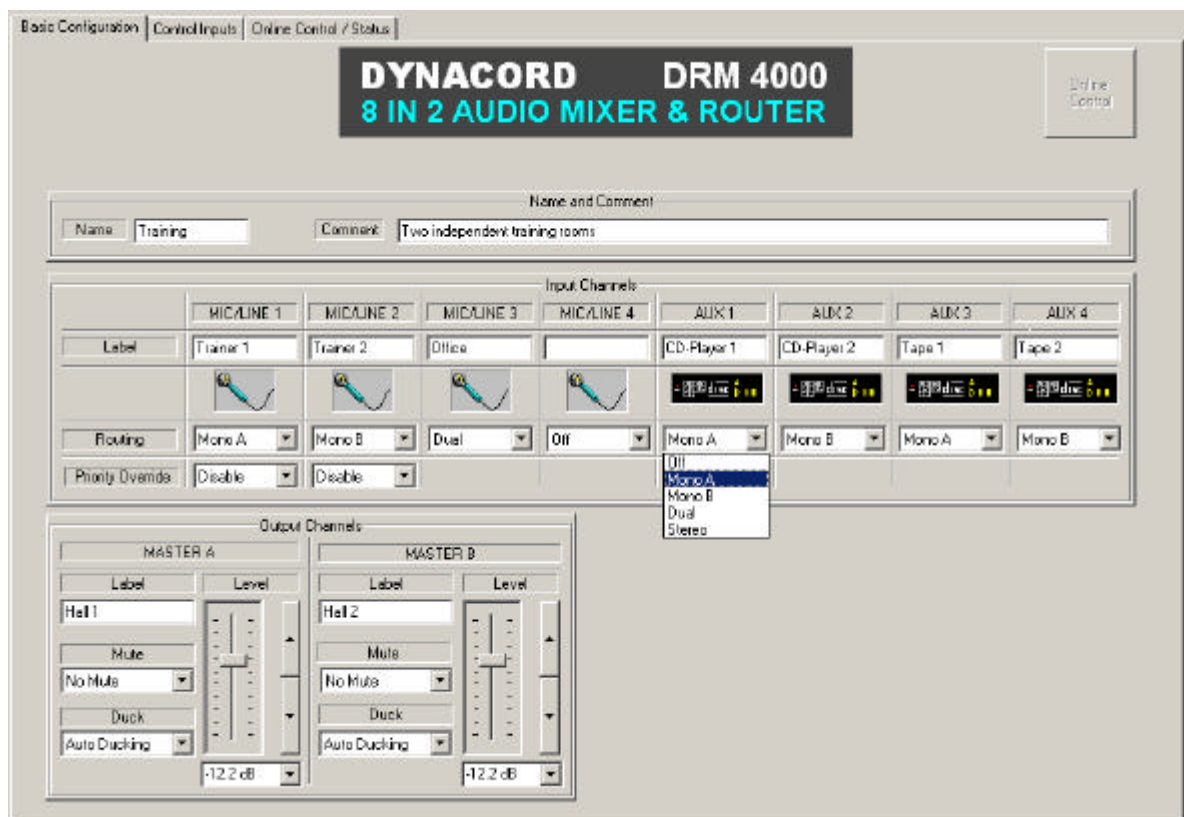 Basic Configuration Control Inputs Online Control / Status
DYNACORD DRM 4000
8 IN 2 AUDIO MIXER & ROUTER
Online
Control
Name and Comment
Name Training Comment Two independent training rooms
Input Channels
MIC/LINE 1 MIC/LINE 2 MIC/LINE 3 MIC/LINE 4 AUX 1 AUX 2 AUX 3 AUX 4
Label Trainer 1 Trainer 2 Office CD-Player 1 CD-Player 2 Tape 1 Tape 2
disc disc disc disc
Routing Mono A Mono B Dual Off Mono A Mono B Mono A Mono B
Priority Override Disable Disable
Off
Mono A
Mono B
Dual
Stereo
Output Channels
MASTER A MASTER B
Label Level Label Level
Hall 1 Hall 2
Mute Mute
No Mute No Mute
Duck Duck
Auto Ducking Auto Ducking
-12.2 dB -12.2 dB